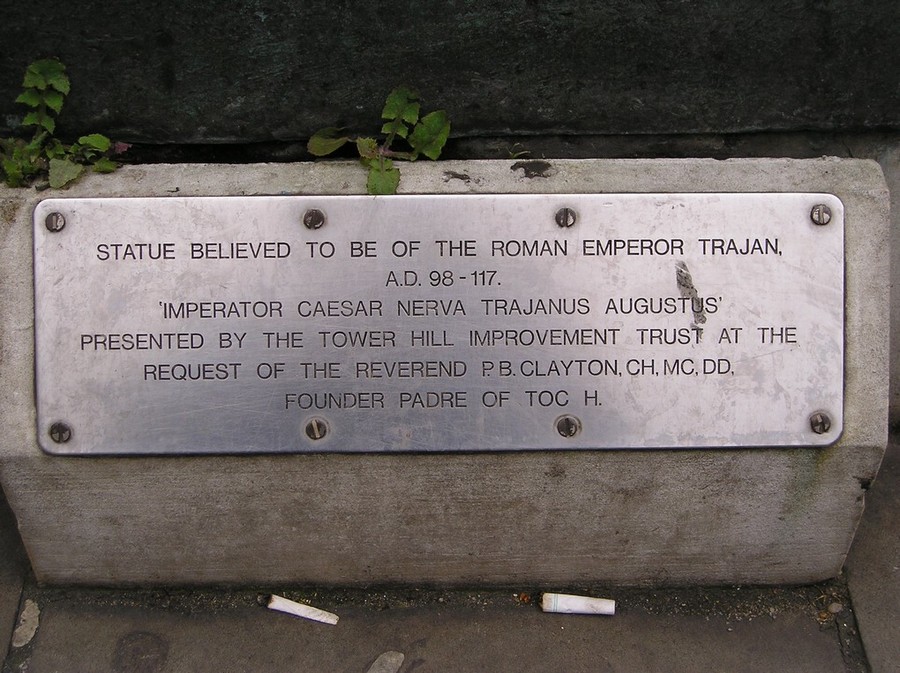 STATUE BELIEVED TO BE OF THE ROMAN EMPEROR TRAJAN,
A.D. 98-117.
'IMPERATOR CAESAR NERVA TRAJANUS AUGUSTUS'
PRESENTED BY THE TOWER HILL IMPROVEMENT TRUST AT THE
REQUEST OF THE REVEREND P.B. CLAYTON, CH, MC, DD,
FOUNDER PADRE OF TOC H.